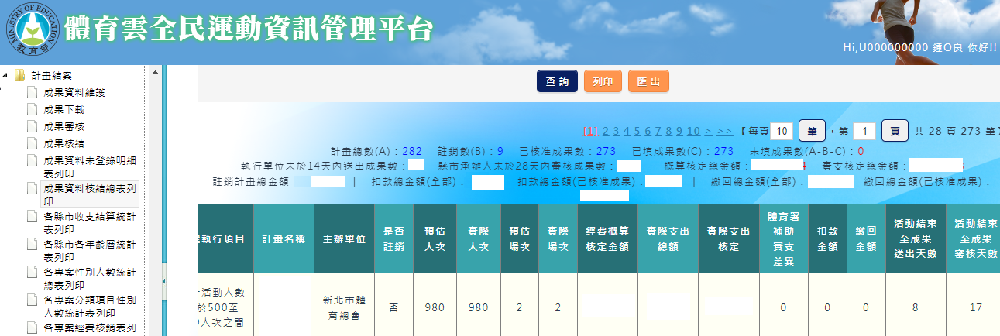 MINISTRY OF EDUCATION
教育部
體育雲全民運動資訊管理平台
Hi,U000000000 鍾O良 你好!!
計畫結案
成果資料維護
成果下載
成果審核
成果核結
成果資料未登錄明細
表列印
成果資料核結總表列
印
各縣市收支結算統計
表列印
各縣市各年齡層統計
表列印
各專案性別人數統計
總表列印
各專案分類項目性別
人數統計表列印
各專案經費核銷表列
查 詢 列印 匯 出
[1] 2 3 4 5 6 7 8 9 10 > >> 【每頁 10 筆 ,第 1 頁 共 28 頁 273 筆】
計畫總數(A):282 註銷數(B):9 已核准成果數:273 已填成果數(C):273 未填成果數(A-B-C):0
執行單位未於14天內送出成果數: 縣市承辦人未於28天內審核成果數: 概算核定總金額: 實支核定總金額:
註銷計畫總金額 | 扣款總金額(全部): 扣款總金額(已核准成果): | 繳回總金額(全部): 繳回總金額(已核准成果):
執行項目 計畫名稱 主辦單位 是否註銷 預估人次 實際人次 預估場次 實際場次 經費概算核定金額 實際支出總額 實際支出核定 體育署補助實支差異 扣款金額 繳回金額 活動結束至成果送出天數 活動結束至成果審核天數
活動人數
於500至
人次之間
新北市體
育總會
否 980 980 2 2 0 0 0 8 17